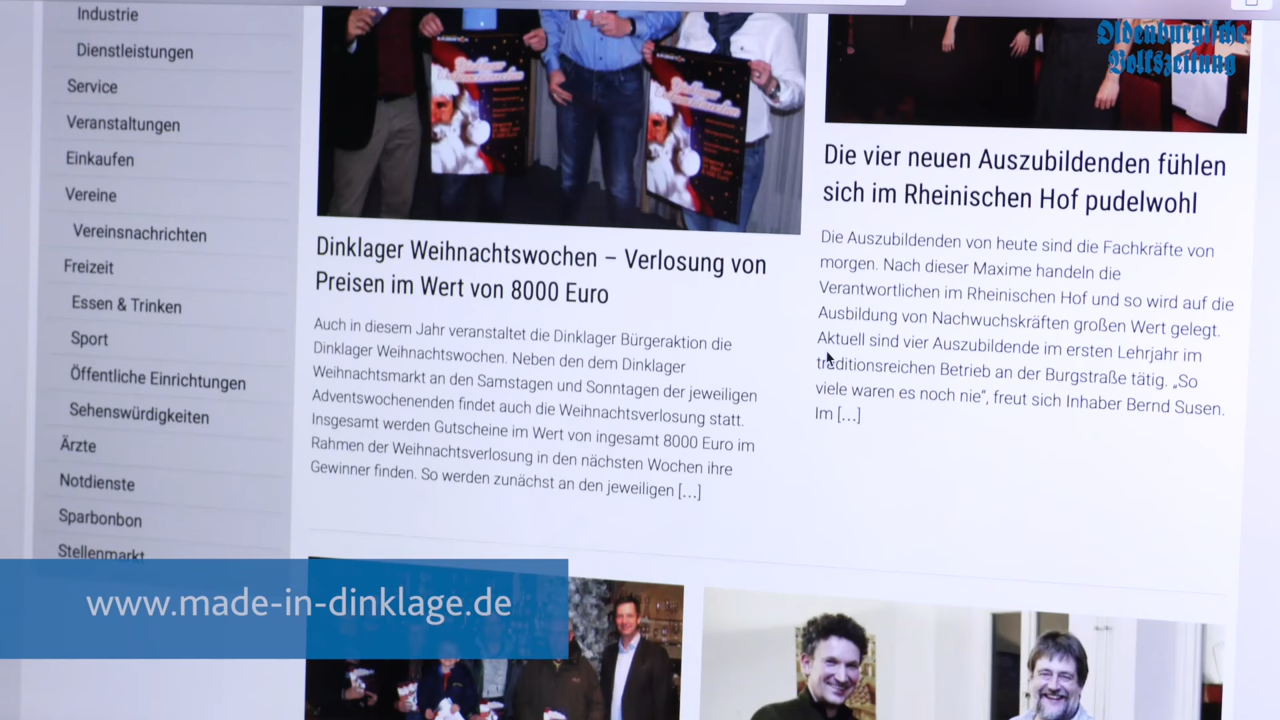 Industrie
Dienstleistungen
Service
Veranstaltungen
Einkaufen
Vereine
Vereinsnachrichten
Freizeit
Essen & Trinken
Sport
Öffentliche Einrichtungen
Sehenswürdigkeiten
Ärzte
Notdienste
Sparbonbon
Stellenmarkt
Dinklager Weihnachtswochen – Verlosung von
Preisen im Wert von 8000 Euro
Auch in diesem Jahr veranstaltet die Dinklager Bürgeraktion die
Dinklager Weihnachtswochen. Neben den dem Dinklager
Weihnachtsmarkt an den Samstagen und Sonntagen der jeweiligen
Adventswochenenden findet auch die Weihnachtsverlosung statt.
Insgesamt werden Gutscheine im Wert von ingesamt 8000 Euro im
Rahmen der Weihnachtsverlosung in den nächsten Wochen ihre
Gewinner finden. So werden zunächst an den jeweiligen [...]
Oldenburgische
Volkszeitung
Die vier neuen Auszubildenden fühlen
sich im Rheinischen Hof pudelwohl
Die Auszubildenden von heute sind die Fachkräfte von
morgen. Nach dieser Maxime handeln die
Verantwortlichen im Rheinischen Hof und so wird auf die
Ausbildung von Nachwuchskräften großen Wert gelegt.
Aktuell sind vier Auszubildende im ersten Lehrjahr im
traditionsreichen Betrieb an der Burgstraße tätig. „So
viele waren es noch nie“, freut sich Inhaber Bernd Susen.
Im [...]
www.made-in-dinklage.de